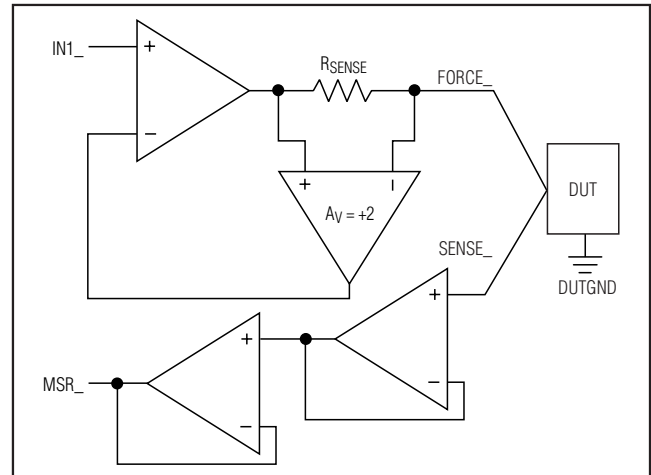 IN1_
+
−
RSENSE
FORCE_
+
−
AV = +2
DUT
DUTGND
SENSE_
+
−
+
−
MSR_